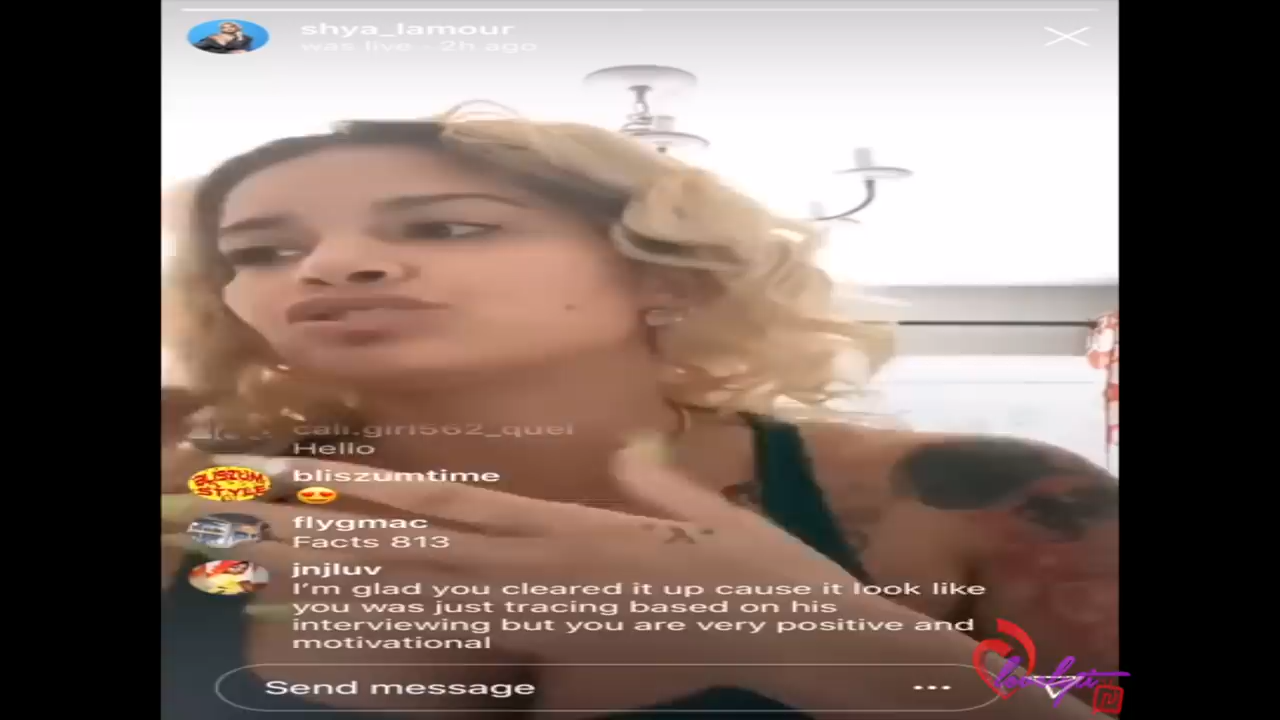 shya_lamour
was live · 2h ago
cali.girl562_quel
Hello
BLISZUM
STYLE
bliszumtime
😍
flygmac
Facts 813
jnjluv
I'm glad you cleared it up cause it look like
you was just tracing based on his
interviewing but you are very positive and
motivational
Send message